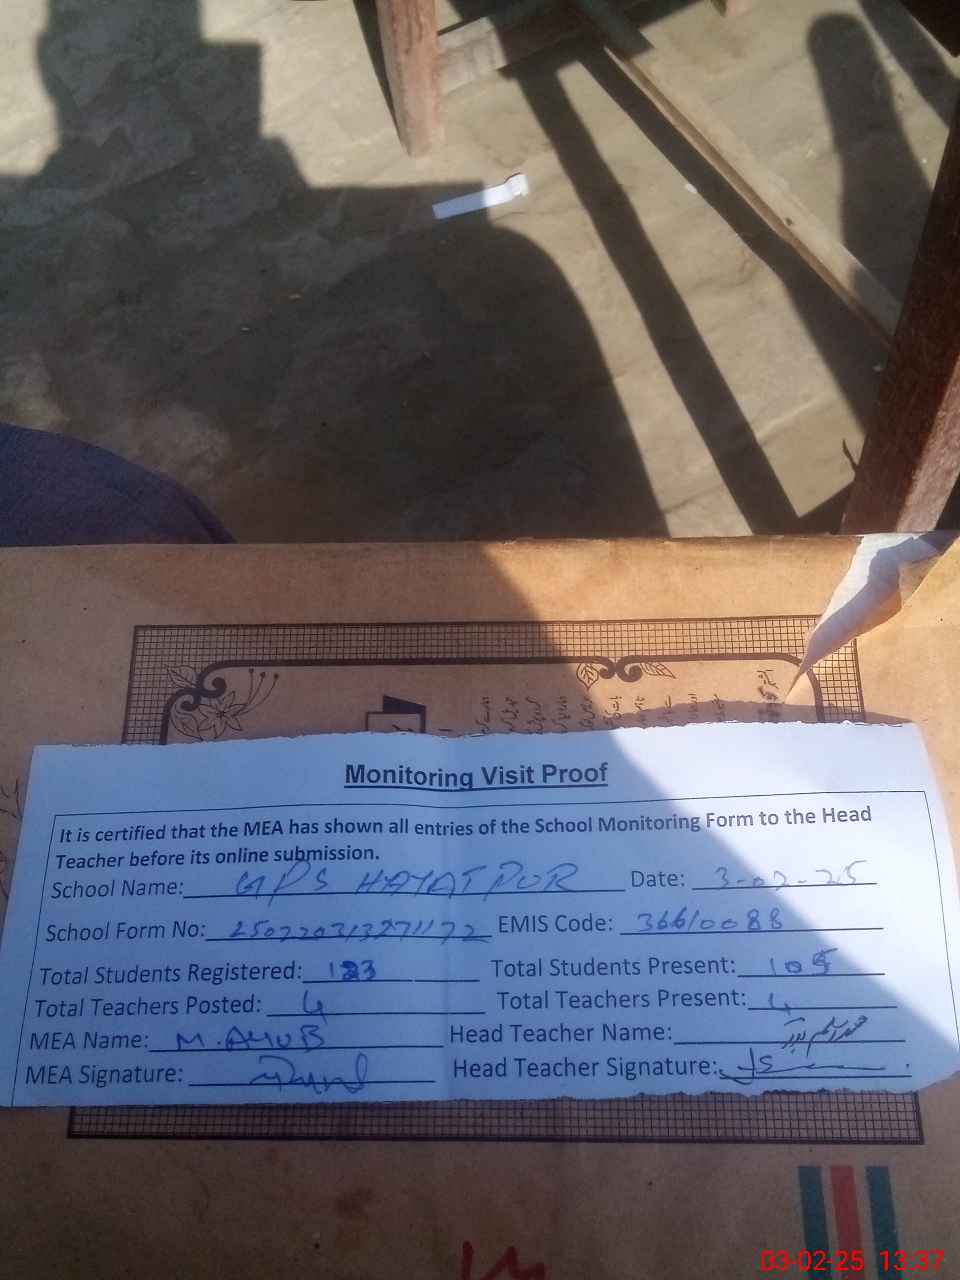 Monitoring Visit Proof
It is certified that the MEA has shown all entries of the School Monitoring Form to the Head
Teacher before its online submission.
School Name: GPS HAYAT PUR Date: 3-02-25
School Form No: EMIS Code: 36610088
Total Students Registered: 123 Total Students Present: 105
Total Teachers Posted: 4 Total Teachers Present: 4
MEA Name: M. AYUB Head Teacher Name:
MEA Signature: Head Teacher Signature:
03-02-25 13:37